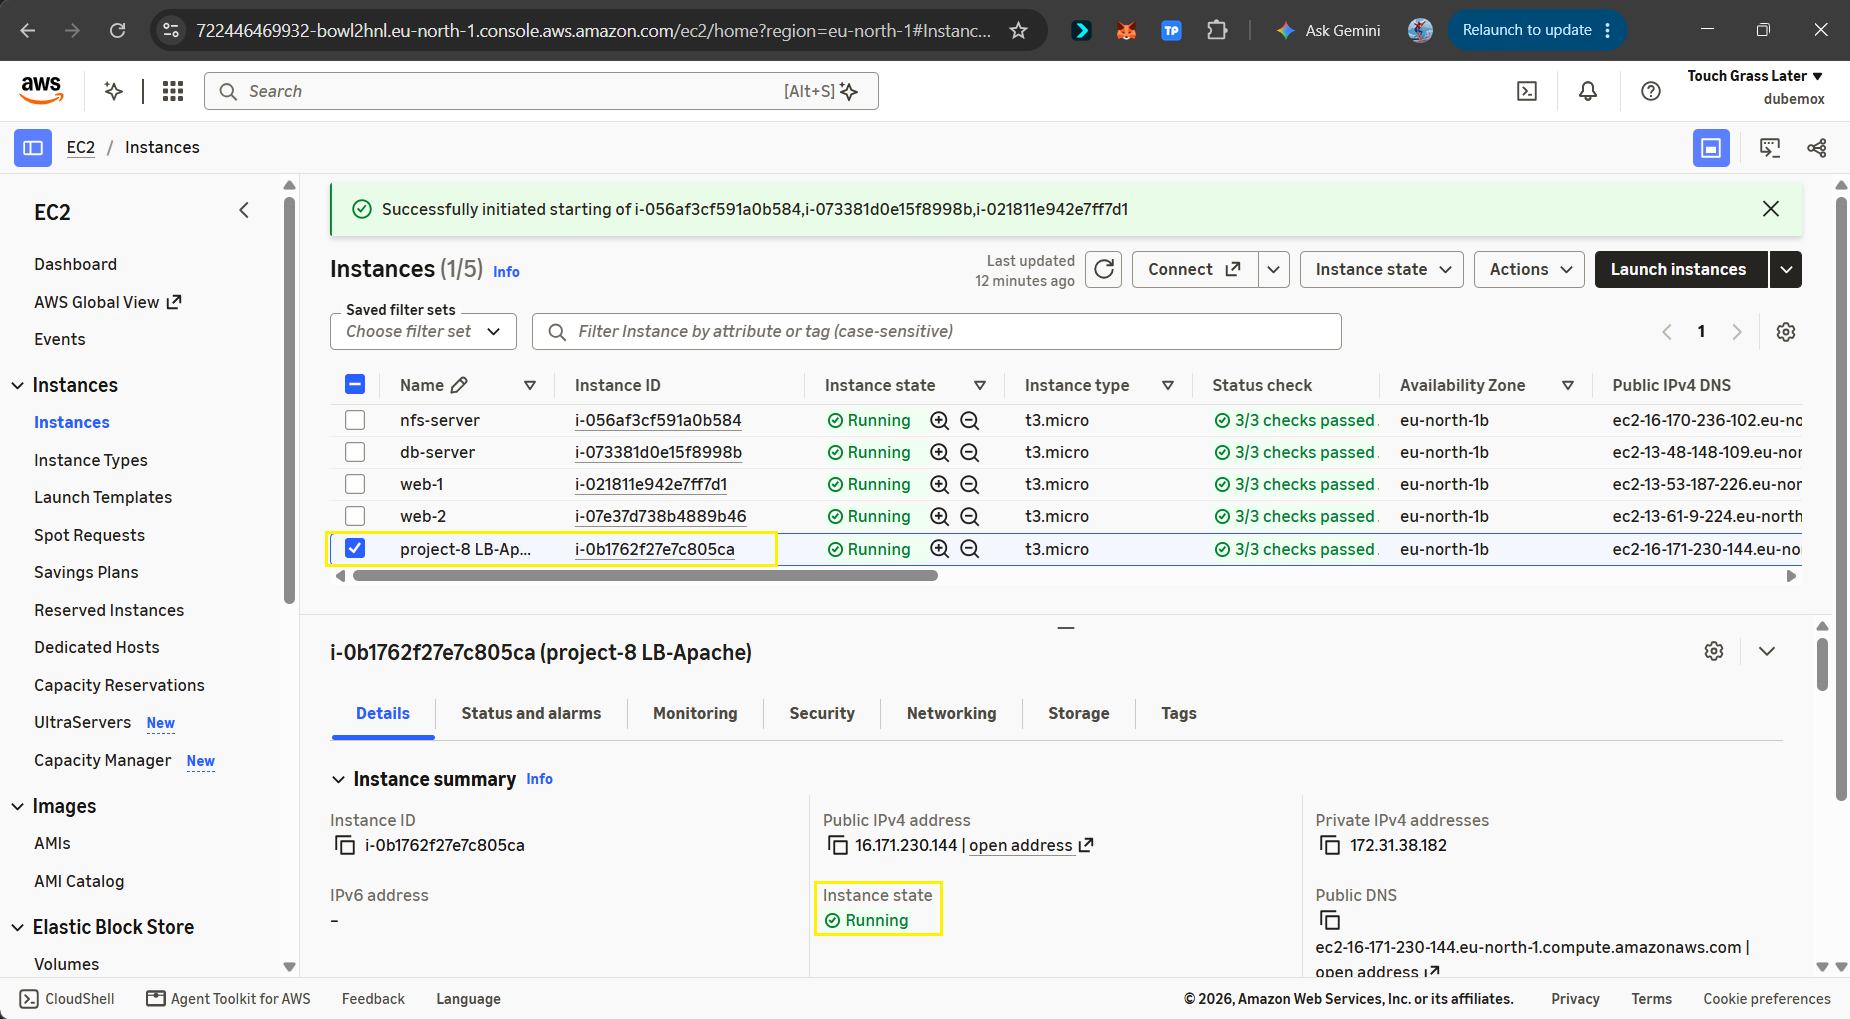 722446469932-bowl2hnl.eu-north-1.console.aws.amazon.com/ec2/home?region=eu-north-1#Instanc...
TP
Ask Gemini
Relaunch to update
aws
Search
[Alt+S]
Touch Grass Later
dubemox
EC2 / Instances
EC2
Dashboard
AWS Global View
Events
Instances
Instances
Instance Types
Launch Templates
Spot Requests
Savings Plans
Reserved Instances
Dedicated Hosts
Capacity Reservations
UltraServers New
Capacity Manager New
Images
AMIs
AMI Catalog
Elastic Block Store
Volumes
Successfully initiated starting of i-056af3cf591a0b584,i-073381d0e15f8998b,i-021811e942e7ff7d1
Instances (1/5) Info
Last updated
12 minutes ago
Connect
Instance state
Actions
Launch instances
Saved filter sets
Choose filter set
Filter Instance by attribute or tag (case-sensitive)
1
Name Instance ID Instance state Instance type Status check Availability Zone Public IPv4 DNS
nfs-server i-056af3cf591a0b584 Running t3.micro 3/3 checks passed eu-north-1b ec2-16-170-236-102.eu-no
db-server i-073381d0e15f8998b Running t3.micro 3/3 checks passed eu-north-1b ec2-13-48-148-109.eu-nor
web-1 i-021811e942e7ff7d1 Running t3.micro 3/3 checks passed eu-north-1b ec2-13-53-187-226.eu-nor
web-2 i-07e37d738b4889b46 Running t3.micro 3/3 checks passed eu-north-1b ec2-13-61-9-224.eu-north
project-8 LB-Ap... i-0b1762f27e7c805ca Running t3.micro 3/3 checks passed eu-north-1b ec2-16-171-230-144.eu-no
i-0b1762f27e7c805ca (project-8 LB-Apache)
Details
Status and alarms
Monitoring
Security
Networking
Storage
Tags
Instance summary Info
Instance ID
i-0b1762f27e7c805ca
Public IPv4 address
16.171.230.144 | open address
Private IPv4 addresses
172.31.38.182
IPv6 address
–
Instance state
Running
Public DNS
ec2-16-171-230-144.eu-north-1.compute.amazonaws.com |
open address
CloudShell
Agent Toolkit for AWS
Feedback
Language
© 2026, Amazon Web Services, Inc. or its affiliates.
Privacy
Terms
Cookie preferences